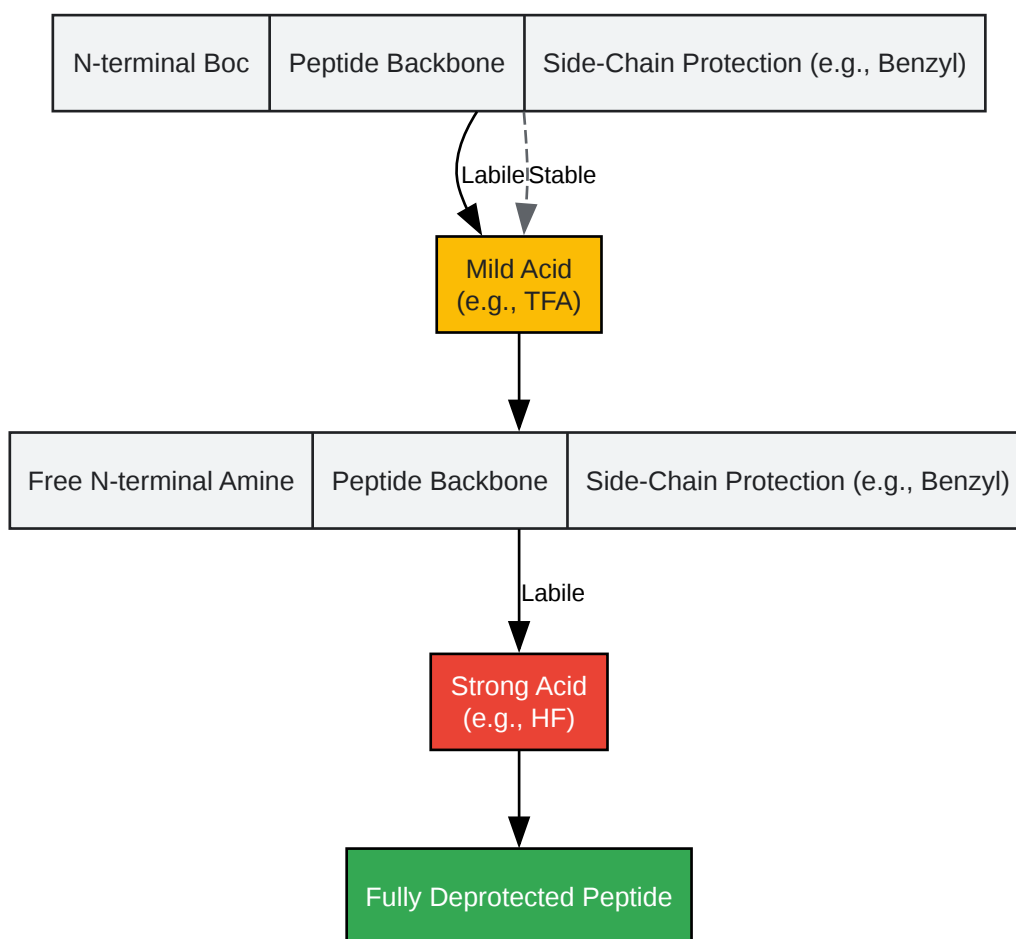 N-terminal Boc
Peptide Backbone
Side-Chain Protection (e.g., Benzyl)
Labile
Stable
Mild Acid
(e.g., TFA)
Free N-terminal Amine
Peptide Backbone
Side-Chain Protection (e.g., Benzyl)
Labile
Strong Acid
(e.g., HF)
Fully Deprotected Peptide